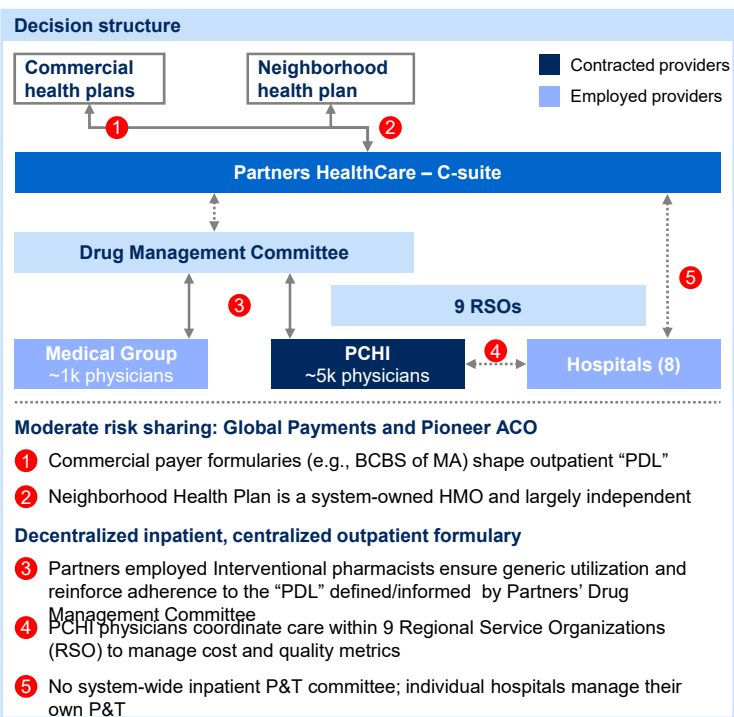 Decision structure
Commercial
health plans
Neighborhood
health plan
Contracted providers
Employed providers
1
2
Partners HealthCare – C-suite
Drug Management Committee
3
5
9 RSOs
Medical Group
~1k physicians
PCHI
~5k physicians
4
Hospitals (8)
Moderate risk sharing: Global Payments and Pioneer ACO
1 Commercial payer formularies (e.g., BCBS of MA) shape outpatient “PDL”
2 Neighborhood Health Plan is a system-owned HMO and largely independent
Decentralized inpatient, centralized outpatient formulary
3 Partners employed Interventional pharmacists ensure generic utilization and
reinforce adherence to the “PDL” defined/informed by Partners’ Drug
Management Committee
4 PCHI physicians coordinate care within 9 Regional Service Organizations
(RSO) to manage cost and quality metrics
5 No system-wide inpatient P&T committee; individual hospitals manage their
own P&T